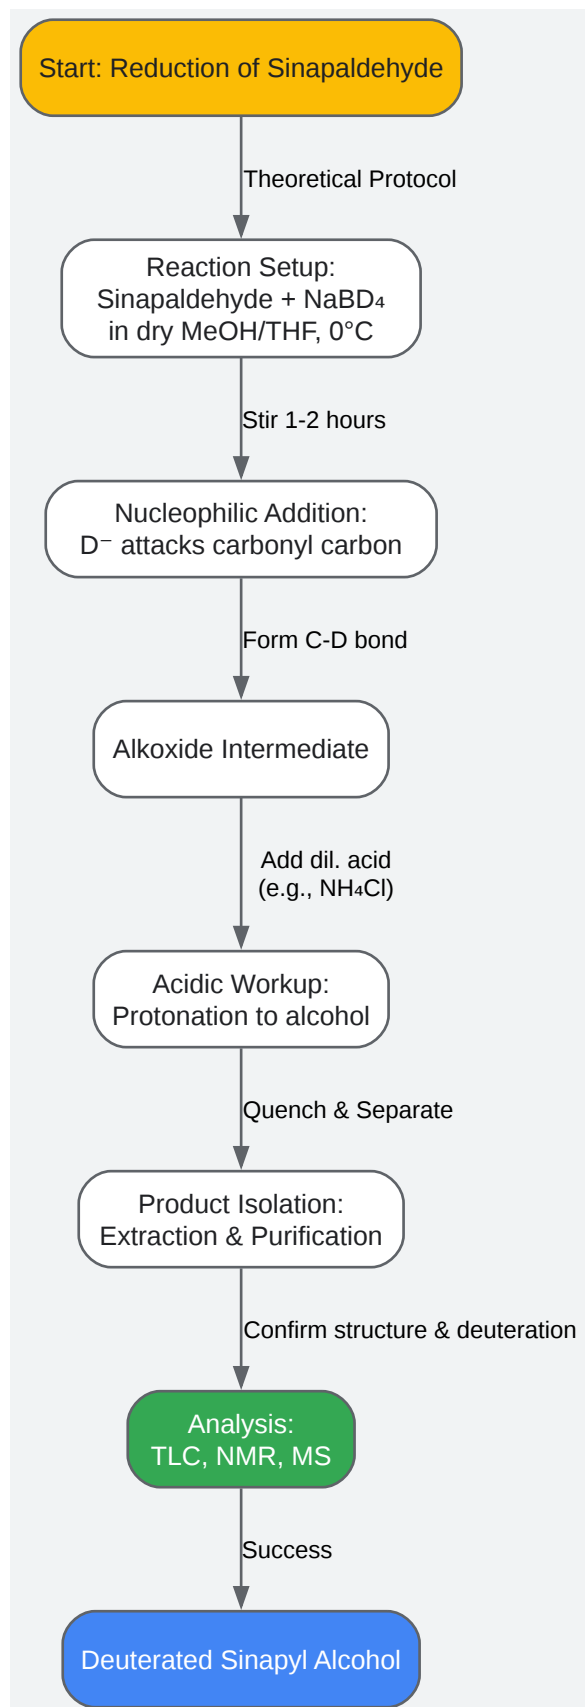 Start: Reduction of Sinapaldehyde
Theoretical Protocol
Reaction Setup:
Sinapaldehyde + NaBD₄
in dry MeOH/THF, 0°C
Stir 1-2 hours
Nucleophilic Addition:
D⁻ attacks carbonyl carbon
Form C-D bond
Alkoxide Intermediate
Add dil. acid
(e.g., NH₄Cl)
Acidic Workup:
Protonation to alcohol
Quench & Separate
Product Isolation:
Extraction & Purification
Confirm structure & deuteration
Analysis:
TLC, NMR, MS
Success
Deuterated Sinapyl Alcohol